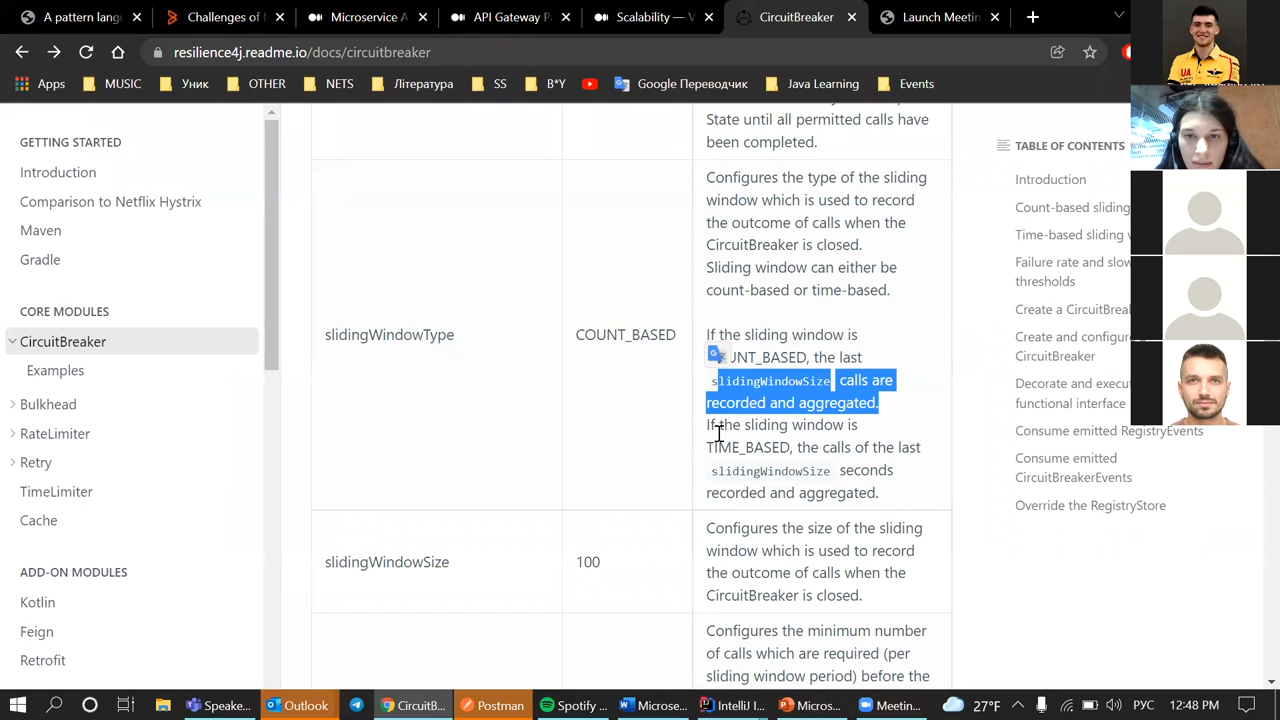 A pattern langu
Challenges of M
Microservice A
API Gateway Pa
Scalability — Wi
CircuitBreaker
Launch Meetin
resilience4j.readme.io/docs/circuitbreaker
Apps
MUSIC
Уник
OTHER
NETS
Література
SS
В*У
Google Переводчик
Java Learning
Events
GETTING STARTED
Introduction
Comparison to Netflix Hystrix
Maven
Gradle
CORE MODULES
CircuitBreaker
Examples
Bulkhead
RateLimiter
Retry
TimeLimiter
Cache
ADD-ON MODULES
Kotlin
Feign
Retrofit
State until all permitted calls have
been completed.
slidingWindowType
COUNT_BASED
Configures the type of the sliding
window which is used to record
the outcome of calls when the
CircuitBreaker is closed.
Sliding window can either be
count-based or time-based.
If the sliding window is
UNT_BASED, the last
slidingWindowSize calls are
recorded and aggregated.
If the sliding window is
TIME_BASED, the calls of the last
slidingWindowSize seconds
recorded and aggregated.
slidingWindowSize
100
Configures the size of the sliding
window which is used to record
the outcome of calls when the
CircuitBreaker is closed.
Configures the minimum number
of calls which are required (per
sliding window period) before the
TABLE OF CONTENTS
Introduction
Count-based sliding
Time-based sliding w
Failure rate and slow
thresholds
Create a CircuitBreak
Create and configur
CircuitBreaker
Decorate and execu
functional interface
Consume emitted RegistryEvents
Consume emitted
CircuitBreakerEvents
Override the RegistryStore
UA
Speake...
Outlook
CircuitB...
Postman
Spotify ...
Microse...
IntelliJ I...
Micros...
Meetin...
27°F
РУС
12:48 PM